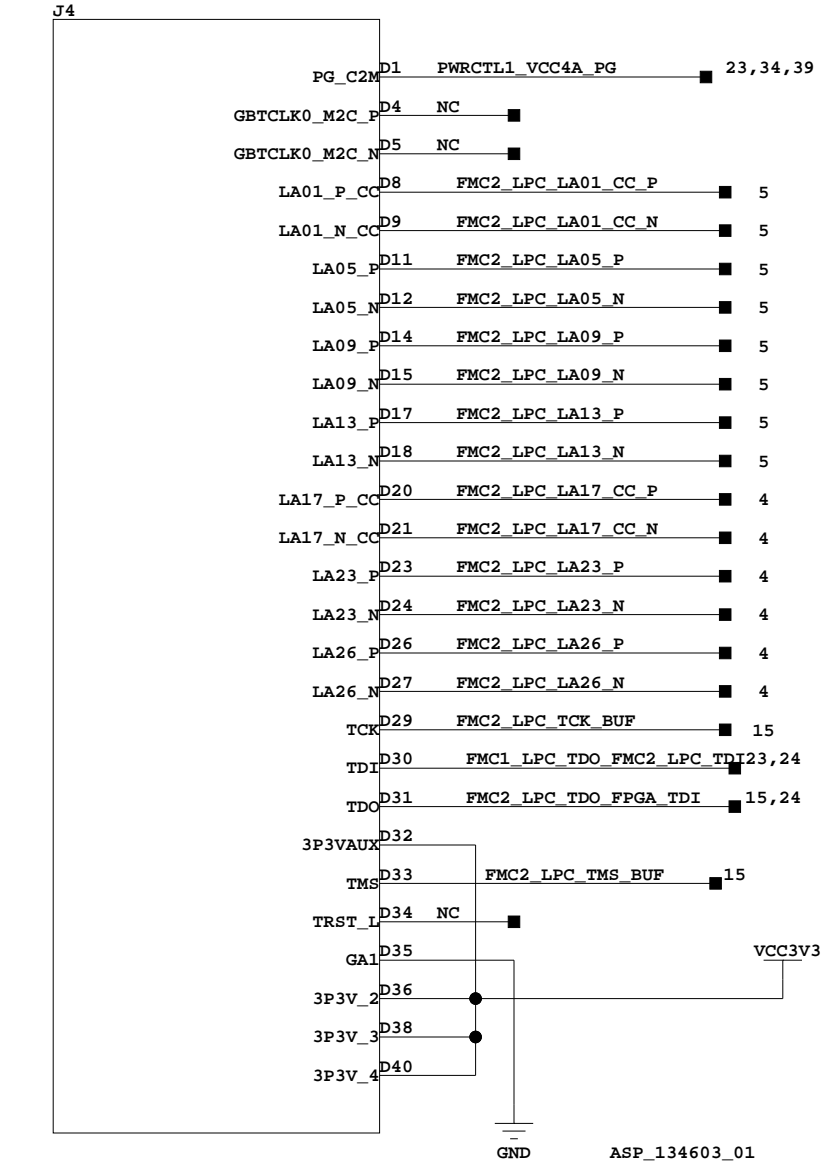 J4
PG_C2M D1 PWRCTL1_VCC4A_PG 23,34,39
GBTCLK0_M2C_P D4 NC
GBTCLK0_M2C_N D5 NC
LA01_P_CC D8 FMC2_LPC_LA01_CC_P 5
LA01_N_CC D9 FMC2_LPC_LA01_CC_N 5
LA05_P D11 FMC2_LPC_LA05_P 5
LA05_N D12 FMC2_LPC_LA05_N 5
LA09_P D14 FMC2_LPC_LA09_P 5
LA09_N D15 FMC2_LPC_LA09_N 5
LA13_P D17 FMC2_LPC_LA13_P 5
LA13_N D18 FMC2_LPC_LA13_N 5
LA17_P_CC D20 FMC2_LPC_LA17_CC_P 4
LA17_N_CC D21 FMC2_LPC_LA17_CC_N 4
LA23_P D23 FMC2_LPC_LA23_P 4
LA23_N D24 FMC2_LPC_LA23_N 4
LA26_P D26 FMC2_LPC_LA26_P 4
LA26_N D27 FMC2_LPC_LA26_N 4
TCK D29 FMC2_LPC_TCK_BUF 15
TDI D30 FMC1_LPC_TDO_FMC2_LPC_TDI 23,24
TDO D31 FMC2_LPC_TDO_FPGA_TDI 15,24
3P3VAUX D32
TMS D33 FMC2_LPC_TMS_BUF 15
TRST_L D34 NC
GA1 D35 VCC3V3
3P3V_2 D36
3P3V_3 D38
3P3V_4 D40
GND ASP_134603_01